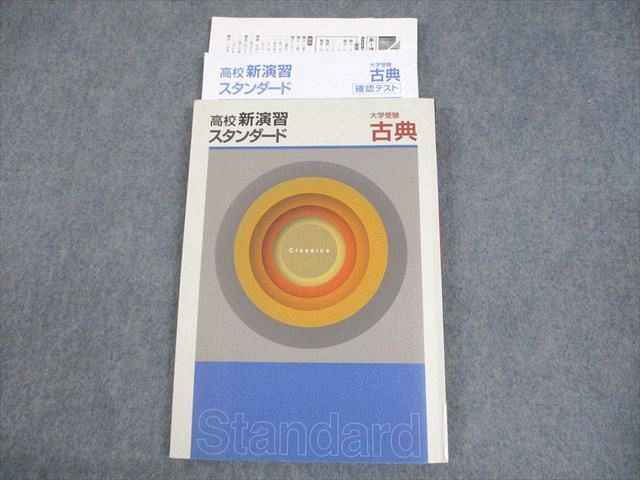 高校 新演習
スタンダード
大学受験
古典
確認テスト
高校 新演習
スタンダード
大学受験
古典
Classics
Standard